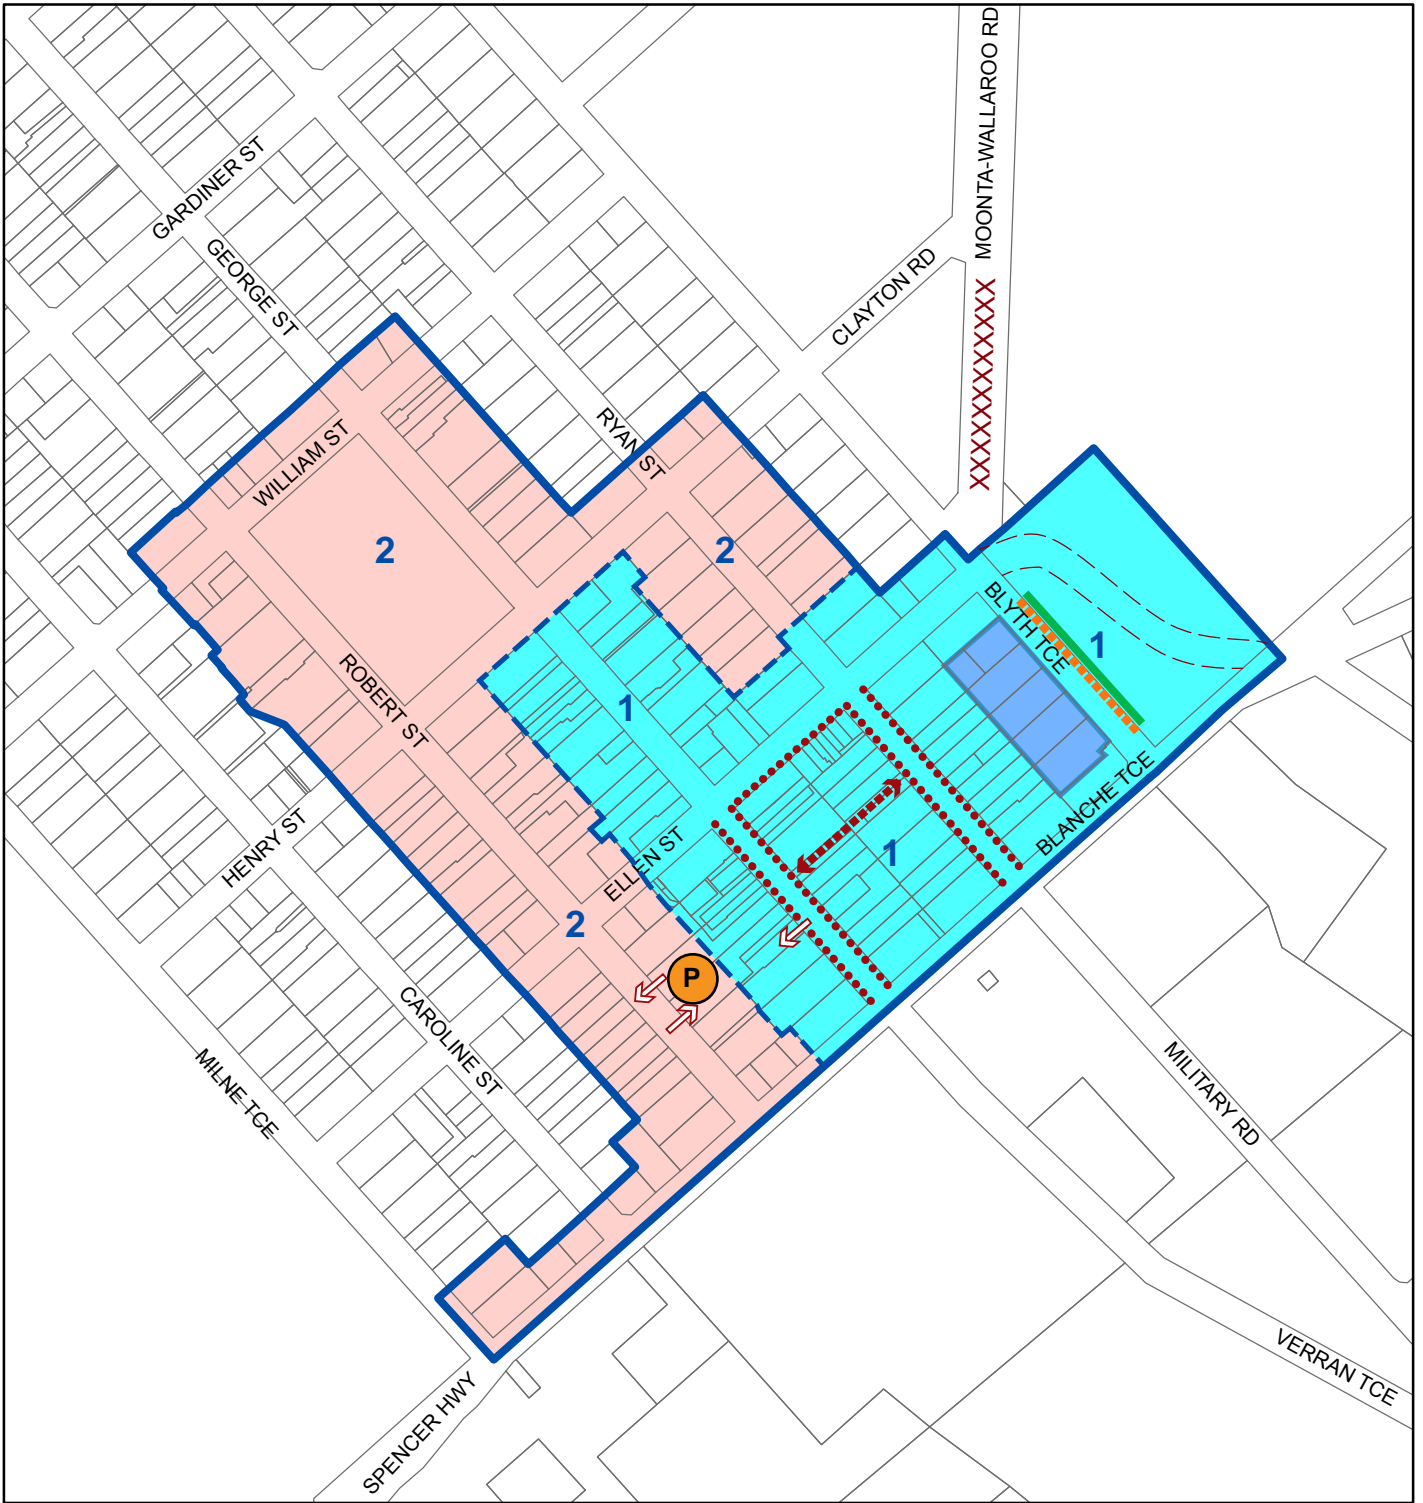 MOONTA-WALLAROO RD
GARDINER ST
GEORGE ST
CLAYTON RD
XXXXXXXXXXXXX
RYAN ST
WILLIAM ST
2
2
BLYTH TCE
1
ROBERT ST
1
BLANCHE TCE
HENRY ST
ELLEN ST
1
2
P
CAROLINE ST
MILNE TCE
MILITARY RD
VERRAN TCE
SPENCER HWY